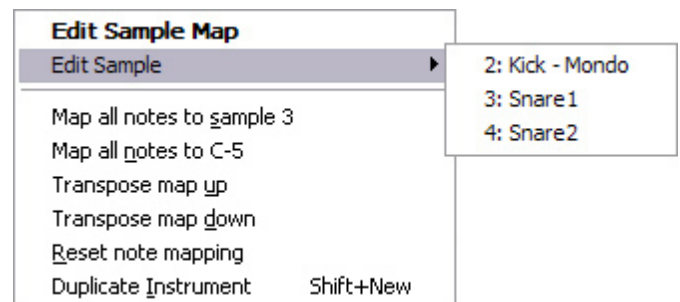 Edit Sample Map
Edit Sample
2: Kick - Mondo
3: Snare1
4: Snare2
Map all notes to sample 3
Map all notes to C-5
Transpose map up
Transpose map down
Reset note mapping
Duplicate Instrument Shift+New